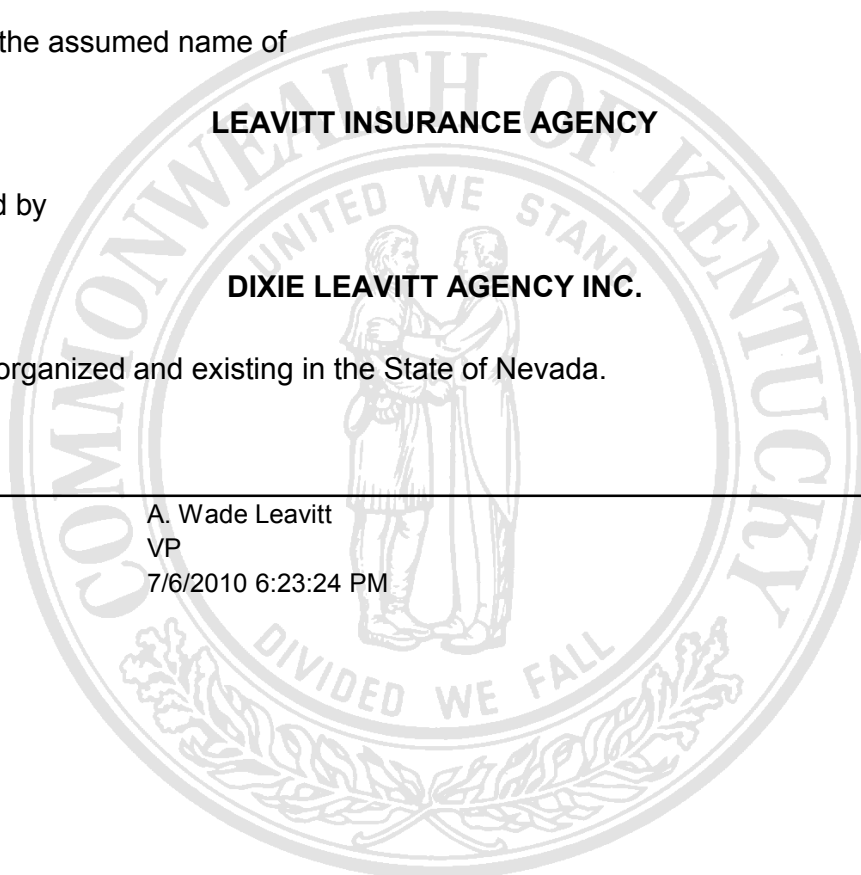 the assumed name of
LEAVITT INSURANCE AGENCY
d by
DIXIE LEAVITT AGENCY INC.
organized and existing in the State of Nevada.
A. Wade Leavitt
VP
7/6/2010 6:23:24 PM
COMMONWEALTH OF KENTUCKY
UNITED WE STAND
DIVIDED WE FALL